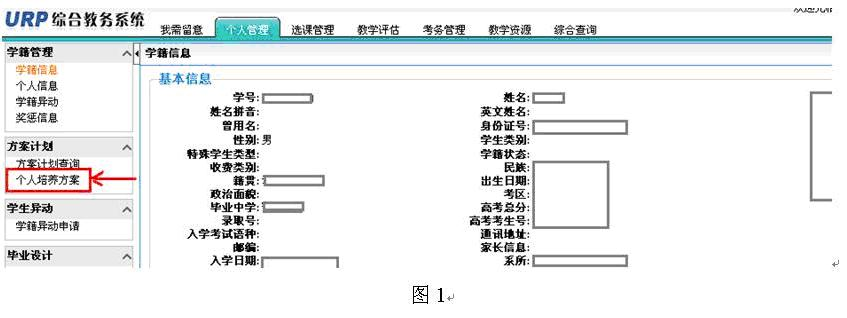 URP综合教务系统
我需留意 个人管理 选课管理 教学评估 考务管理 教学资源 综合查询
学籍管理
学籍信息
个人信息
学籍异动
奖惩信息
方案计划
方案计划查询
个人培养方案
学生异动
学籍异动申请
毕业设计
学籍信息
基本信息
学号: 姓名:
姓名拼音: 英文姓名:
曾用名: 身份证号:
性别: 男 学生类别:
特殊学生类型: 学籍状态:
收费类别: 民族:
籍贯: 出生日期:
政治面貌: 考区:
毕业中学: 高考总分:
录取号: 高考考生号:
入学考试语种: 通讯地址:
邮编: 家长信息:
入学日期: 系所:
图 1